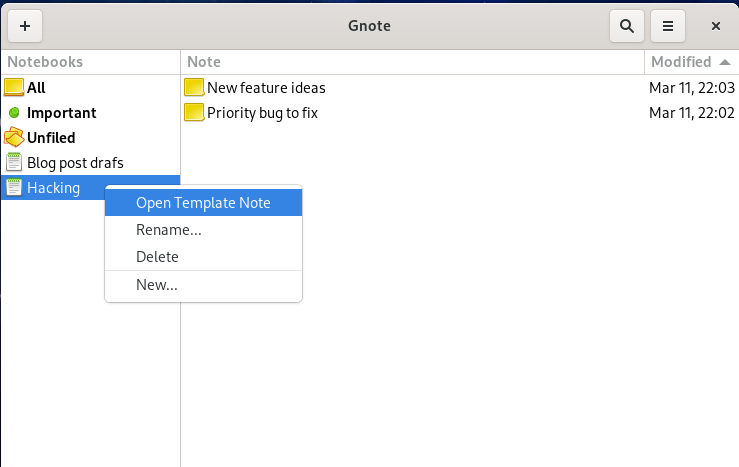 Gnote
Notebooks Note Modified
All New feature ideas Mar 11, 22:03
Important Priority bug to fix Mar 11, 22:02
Unfiled
Blog post drafs
Hacking
Open Template Note
Rename...
Delete
New...